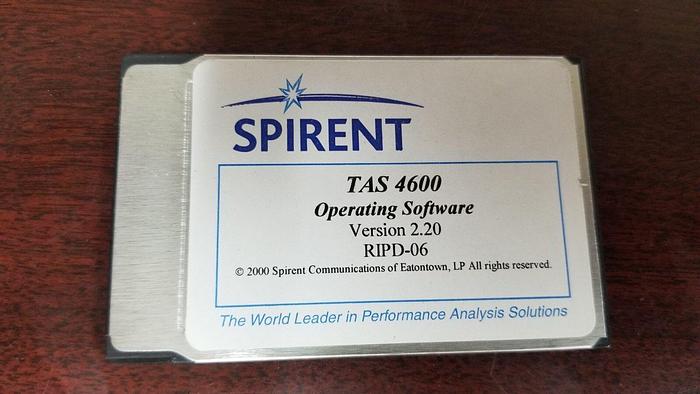 SPIRENT
TAS 4600
Operating Software
Version 2.20
RIPD-06
© 2000 Spirent Communications of Eatontown, LP All rights reserved.
The World Leader in Performance Analysis Solutions